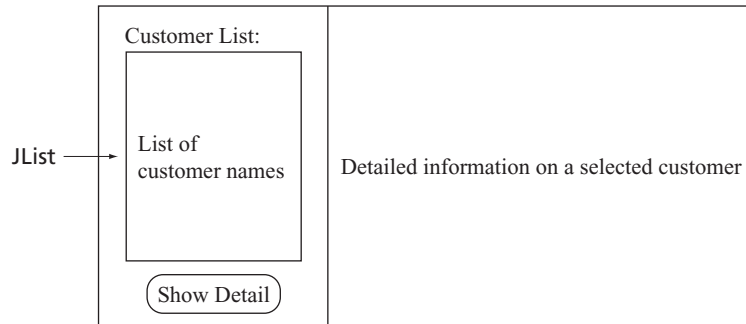 Customer List:
JList
List of
customer names
Detailed information on a selected customer
Show Detail